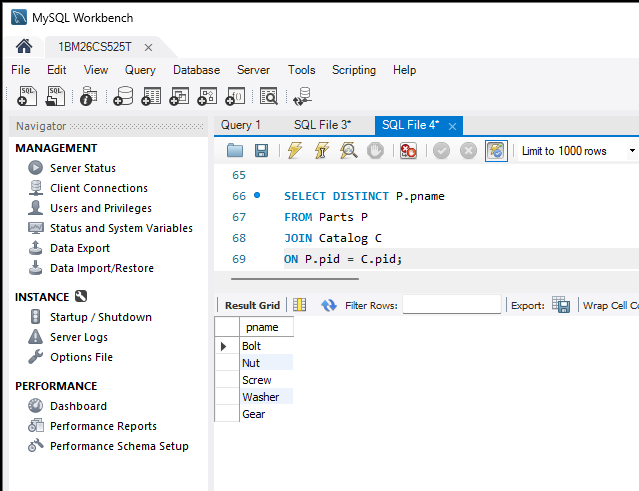 MySQL Workbench
1BM26CS525T ×
File Edit View Query Database Server Tools Scripting Help
Navigator
Query 1 SQL File 3* SQL File 4* ×
MANAGEMENT
Server Status
Client Connections
Users and Privileges
Status and System Variables
Data Export
Data Import/Restore
INSTANCE
Startup / Shutdown
Server Logs
Options File
PERFORMANCE
Dashboard
Performance Reports
Performance Schema Setup
Limit to 1000 rows
65
66 SELECT DISTINCT P.pname
67 FROM Parts P
68 JOIN Catalog C
69 ON P.pid = C.pid;
Result Grid Filter Rows: Export: Wrap Cell Co
pname
Bolt
Nut
Screw
Washer
Gear